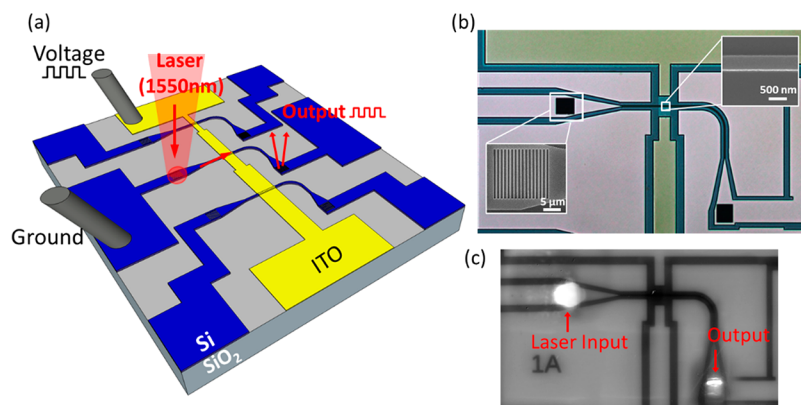 (a)
Voltage
Laser
(1550nm)
Output
Ground
ITO
Si
SiO2
(b)
500 nm
5 μm
(c)
Laser Input
Output
1A